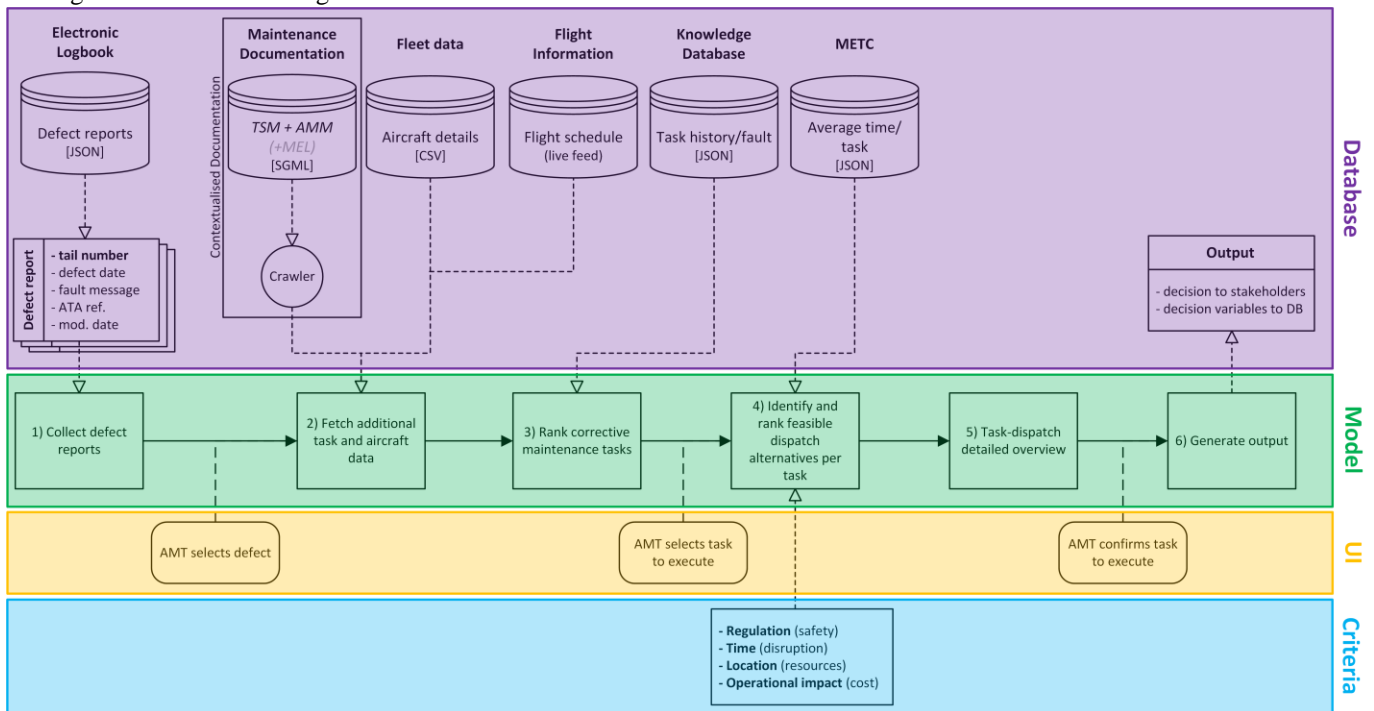 Electronic
Logbook
Maintenance
Documentation
Fleet data
Flight
Information
Knowledge
Database
METC
Defect reports
[JSON]
TSM + AMM
(+MEL)
[SGML]
Aircraft details
[CSV]
Flight schedule
(live feed)
Task history/fault
[JSON]
Average time/
task
[JSON]
Contextualised Documentation
Crawler
Defect report
- tail number
- defect date
- fault message
- ATA ref.
- mod. date
Output
- decision to stakeholders
- decision variables to DB
Database
1) Collect defect
reports
2) Fetch additional
task and aircraft
data
3) Rank corrective
maintenance tasks
4) Identify and
rank feasible
dispatch
alternatives per
task
5) Task-dispatch
detailed overview
6) Generate output
Model
AMT selects defect
AMT selects task
to execute
AMT confirms task
to execute
UI
- Regulation (safety)
- Time (disruption)
- Location (resources)
- Operational impact (cost)
Criteria